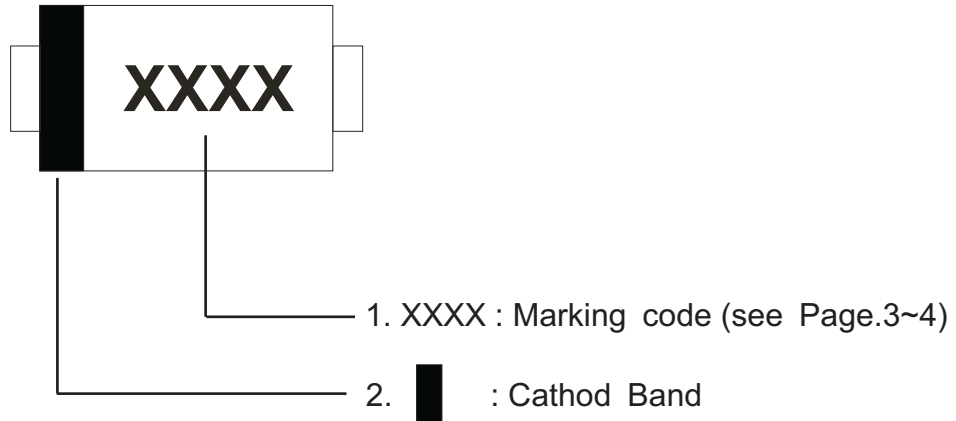 XXXX
1. XXXX : Marking code (see Page.3~4)
2. : Cathod Band